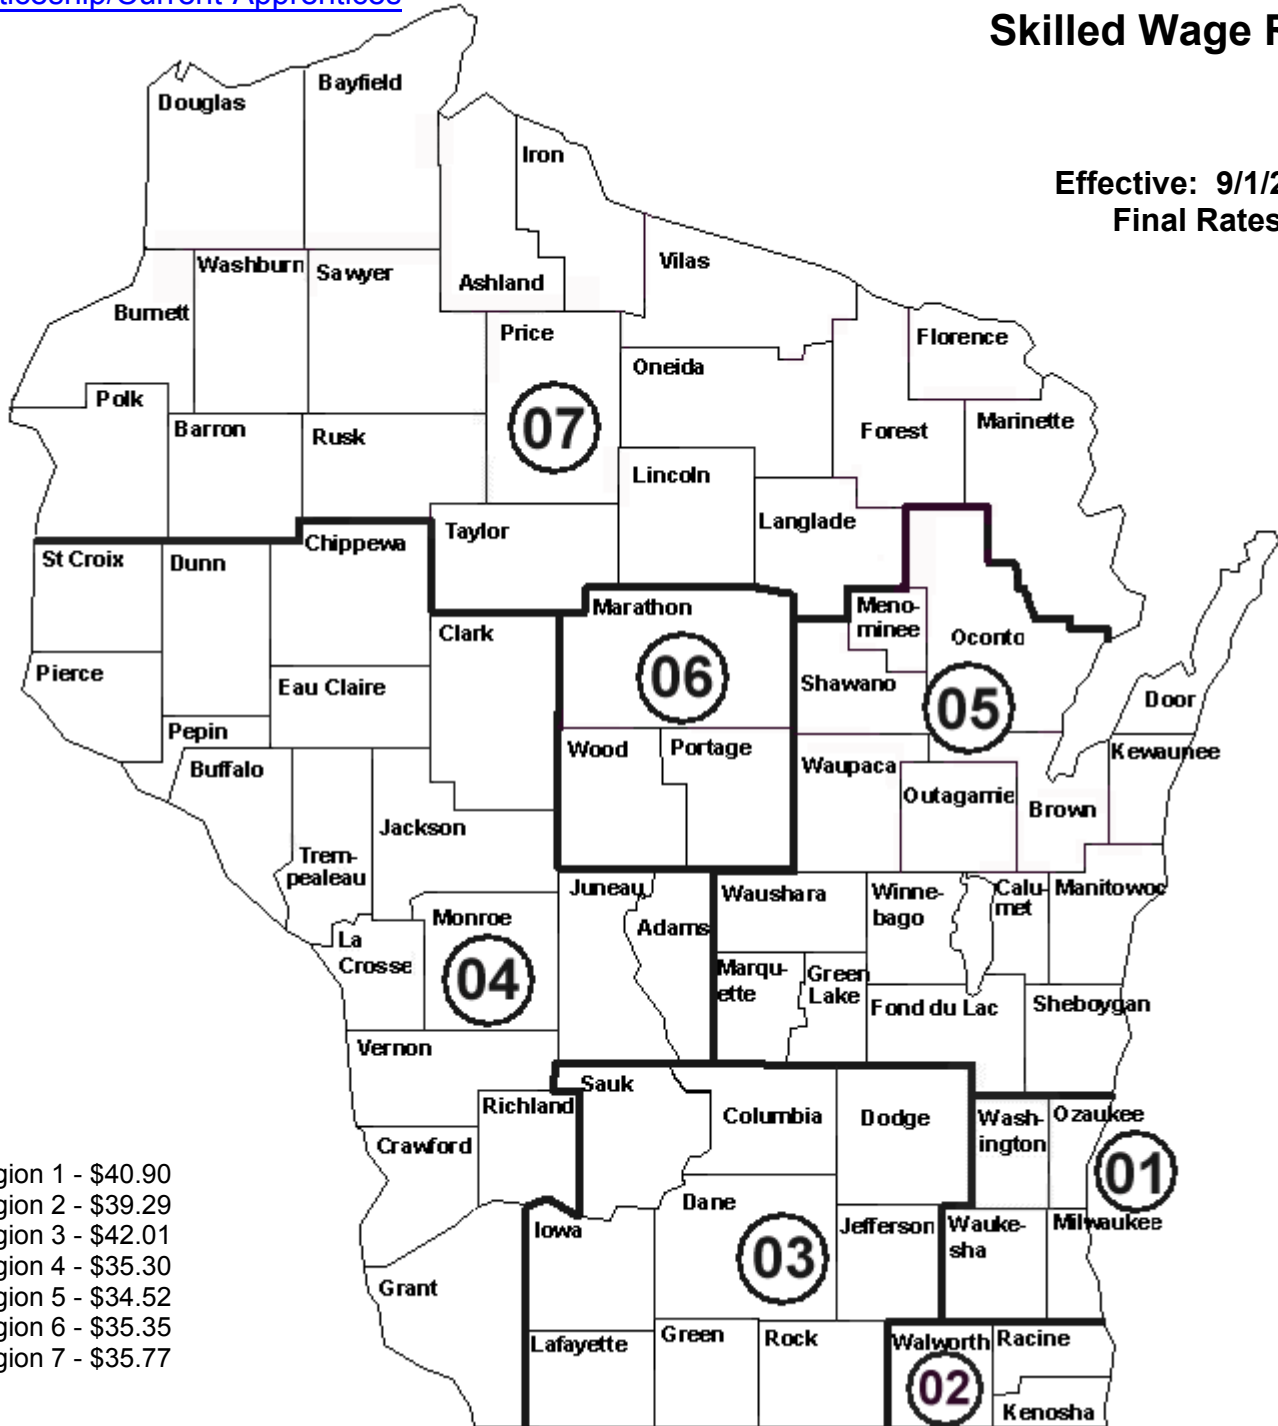 ticeship/Current-Apprentices
Skilled Wage
Effective: 9/1/2
Final Rates
Douglas
Bayfield
Iron
Ashland
Vilas
Washburn
Sawyer
Burnett
Price
Florence
Oneida
Polk
Barron
Rusk
07
Forest
Marinette
Lincoln
Langlade
Taylor
Chippewa
St Croix
Dunn
Marathon
Meno-
minee
Clark
Oconto
Pierce
Eau Claire
06
Shawano
05
Door
Pepin
Wood
Portage
Waupaca
Kewaunee
Buffalo
Outagamie
Brown
Jackson
Trem-
pealeau
Juneau
Adams
Waushara
Winne-
bago
Calu-
met
Manitowoc
Monroe
La
Crosse
04
Marqu-
ette
Green
Lake
Fond du Lac
Sheboygan
Vernon
Richland
Sauk
Columbia
Dodge
Wash-
ington
Ozaukee
01
Crawford
Dane
Iowa
03
Jefferson
Wauke-
sha
Milwaukee
Grant
Lafayette
Green
Rock
Walworth
02
Racine
Kenosha
gion 1 - $40.90
gion 2 - $39.29
gion 3 - $42.01
gion 4 - $35.30
gion 5 - $34.52
gion 6 - $35.35
gion 7 - $35.77